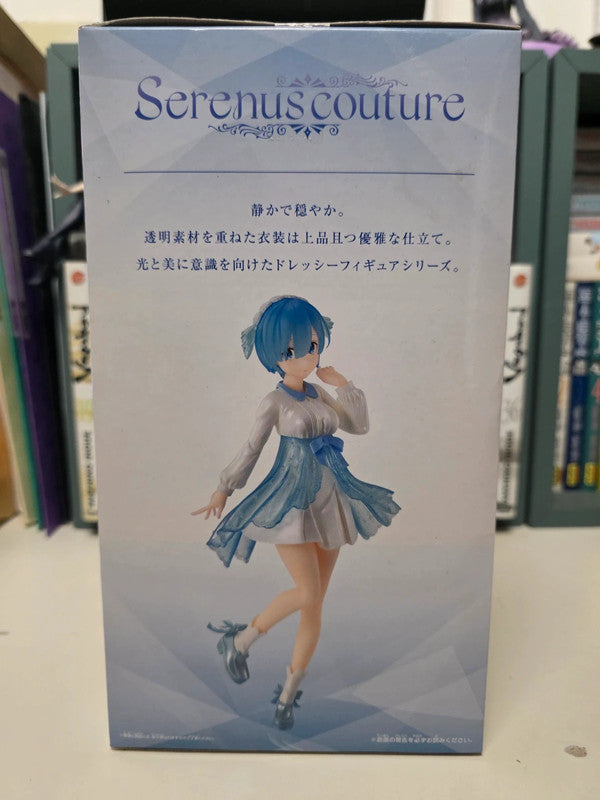 Serenus couture
静かで穏やか。
透明素材を重ねた衣装は上品且つ優雅な仕立て。
光と美に意識を向けたドレッシーフィギュアシリーズ。